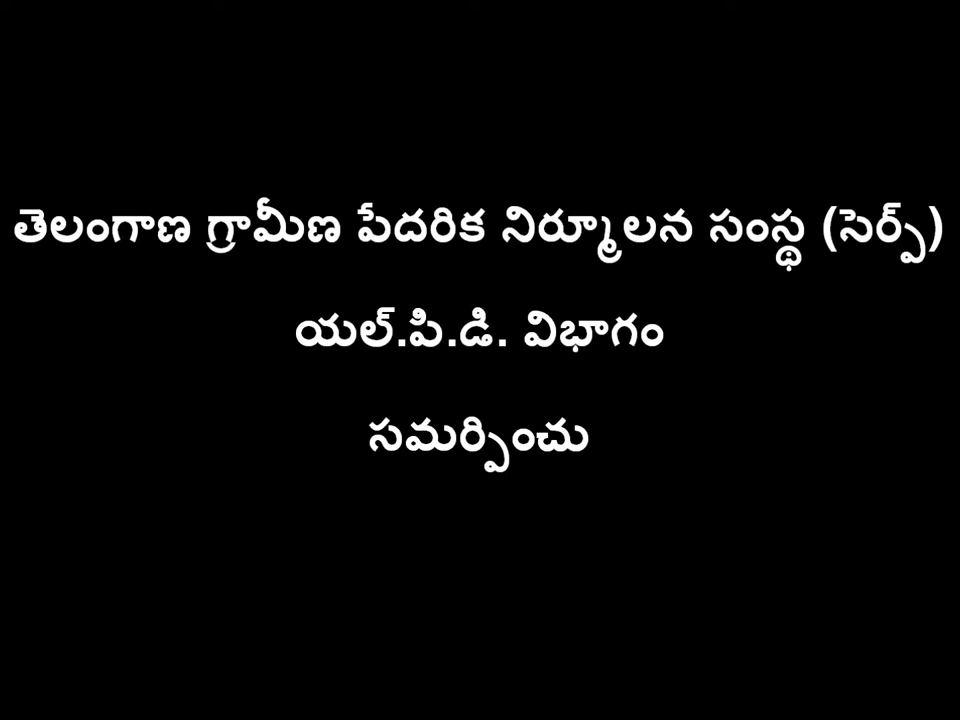 తెలంగాణ గ్రామీణ పేదరిక నిర్మూలన సంస్థ (సెర్ప్)
యల్.పి.డి. విభాగం
సమర్పించు